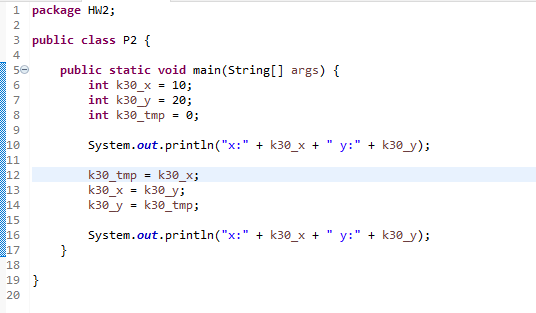 1 package HW2;
2
3 public class P2 {
4
5 public static void main(String[] args) {
6 int k30_x = 10;
7 int k30_y = 20;
8 int k30_tmp = 0;
9
10 System.out.println("x:" + k30_x + " y:" + k30_y);
11
12 k30_tmp = k30_x;
13 k30_x = k30_y;
14 k30_y = k30_tmp;
15
16 System.out.println("x:" + k30_x + " y:" + k30_y);
17 }
18
19 }
20